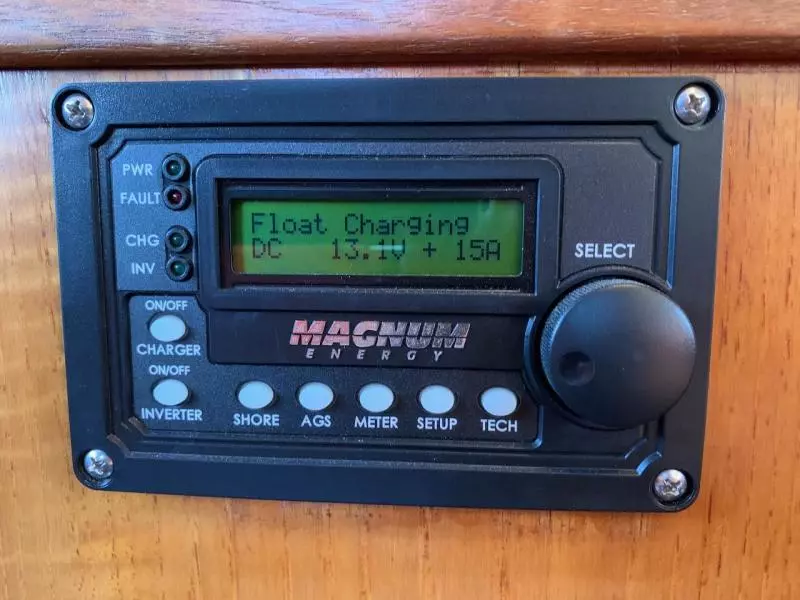 PWR
FAULT
CHG
INV
Float Charging
DC 13.1V + 15A
SELECT
ON/OFF
CHARGER
MAGNUM
ENERGY
ON/OFF
INVERTER
SHORE
AGS
METER
SETUP
TECH